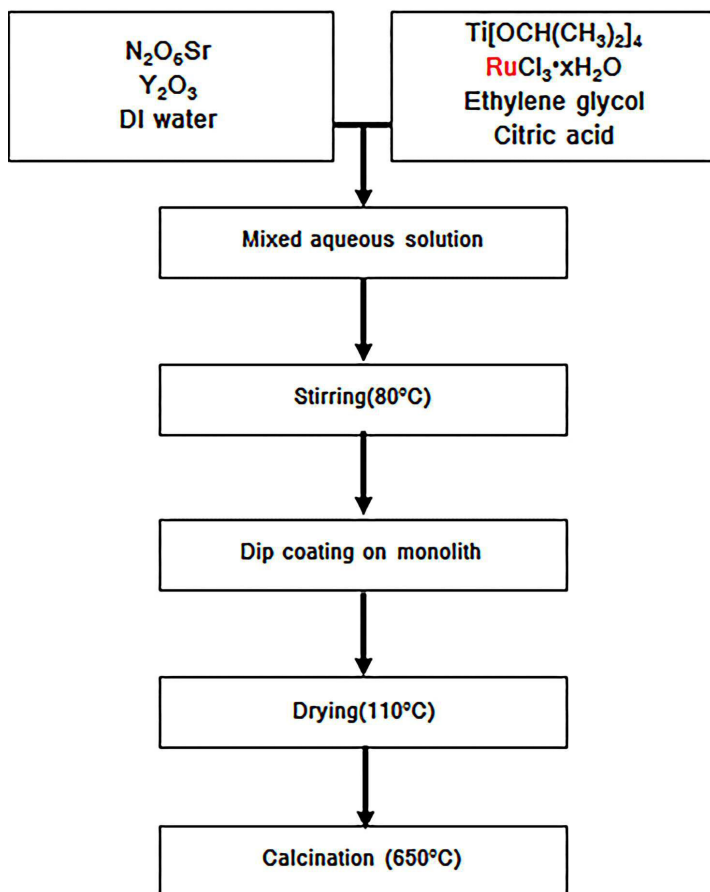 N₂O₆Sr
Y₂O₃
DI water
Ti[OCH(CH₃)₂]₄
RuCl₃•xH₂O
Ethylene glycol
Citric acid
Mixed aqueous solution
Stirring(80°C)
Dip coating on monolith
Drying(110°C)
Calcination (650°C)